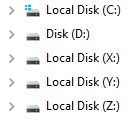 Local Disk (C:)
Disk (D:)
Local Disk (X:)
Local Disk (Y:)
Local Disk (Z:)